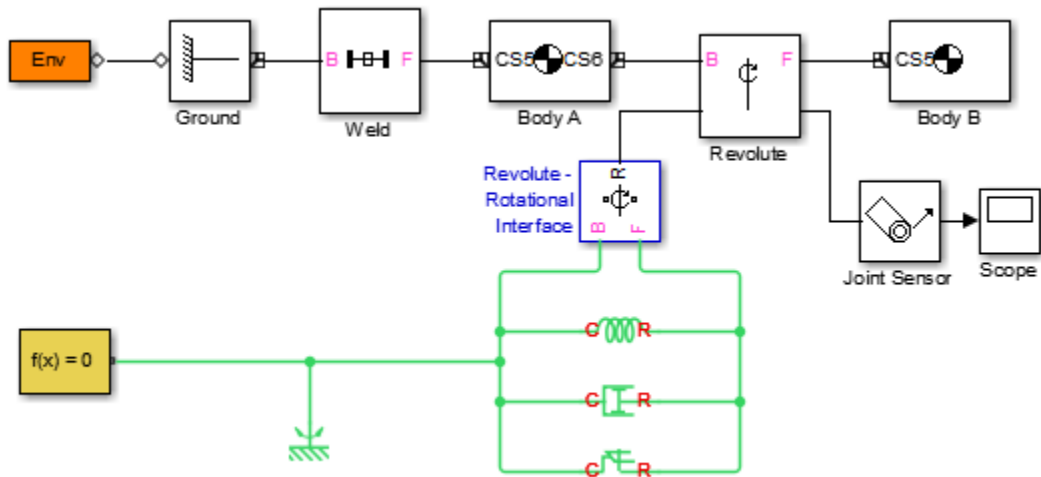 Env
Ground
B F
Weld
CS5 CS6
Body A
B F
Revolute
CS5
Body B
Revolute -
Rotational
Interface
R
B F
Joint Sensor
Scope
f(x) = 0
C R
C R
C R